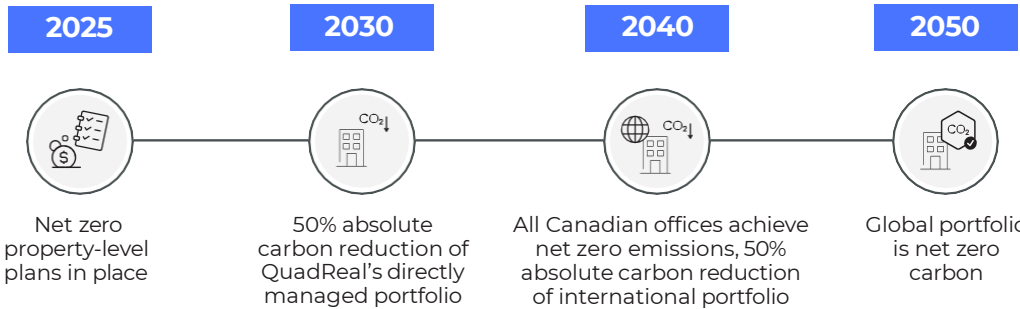 2025
2030
2040
2050
$
CO₂↓
CO₂↓
CO₂
Net zero
property-level
plans in place
50% absolute
carbon reduction of
QuadReal's directly
managed portfolio
All Canadian offices achieve
net zero emissions, 50%
absolute carbon reduction
of international portfolio
Global portfolio
is net zero
carbon